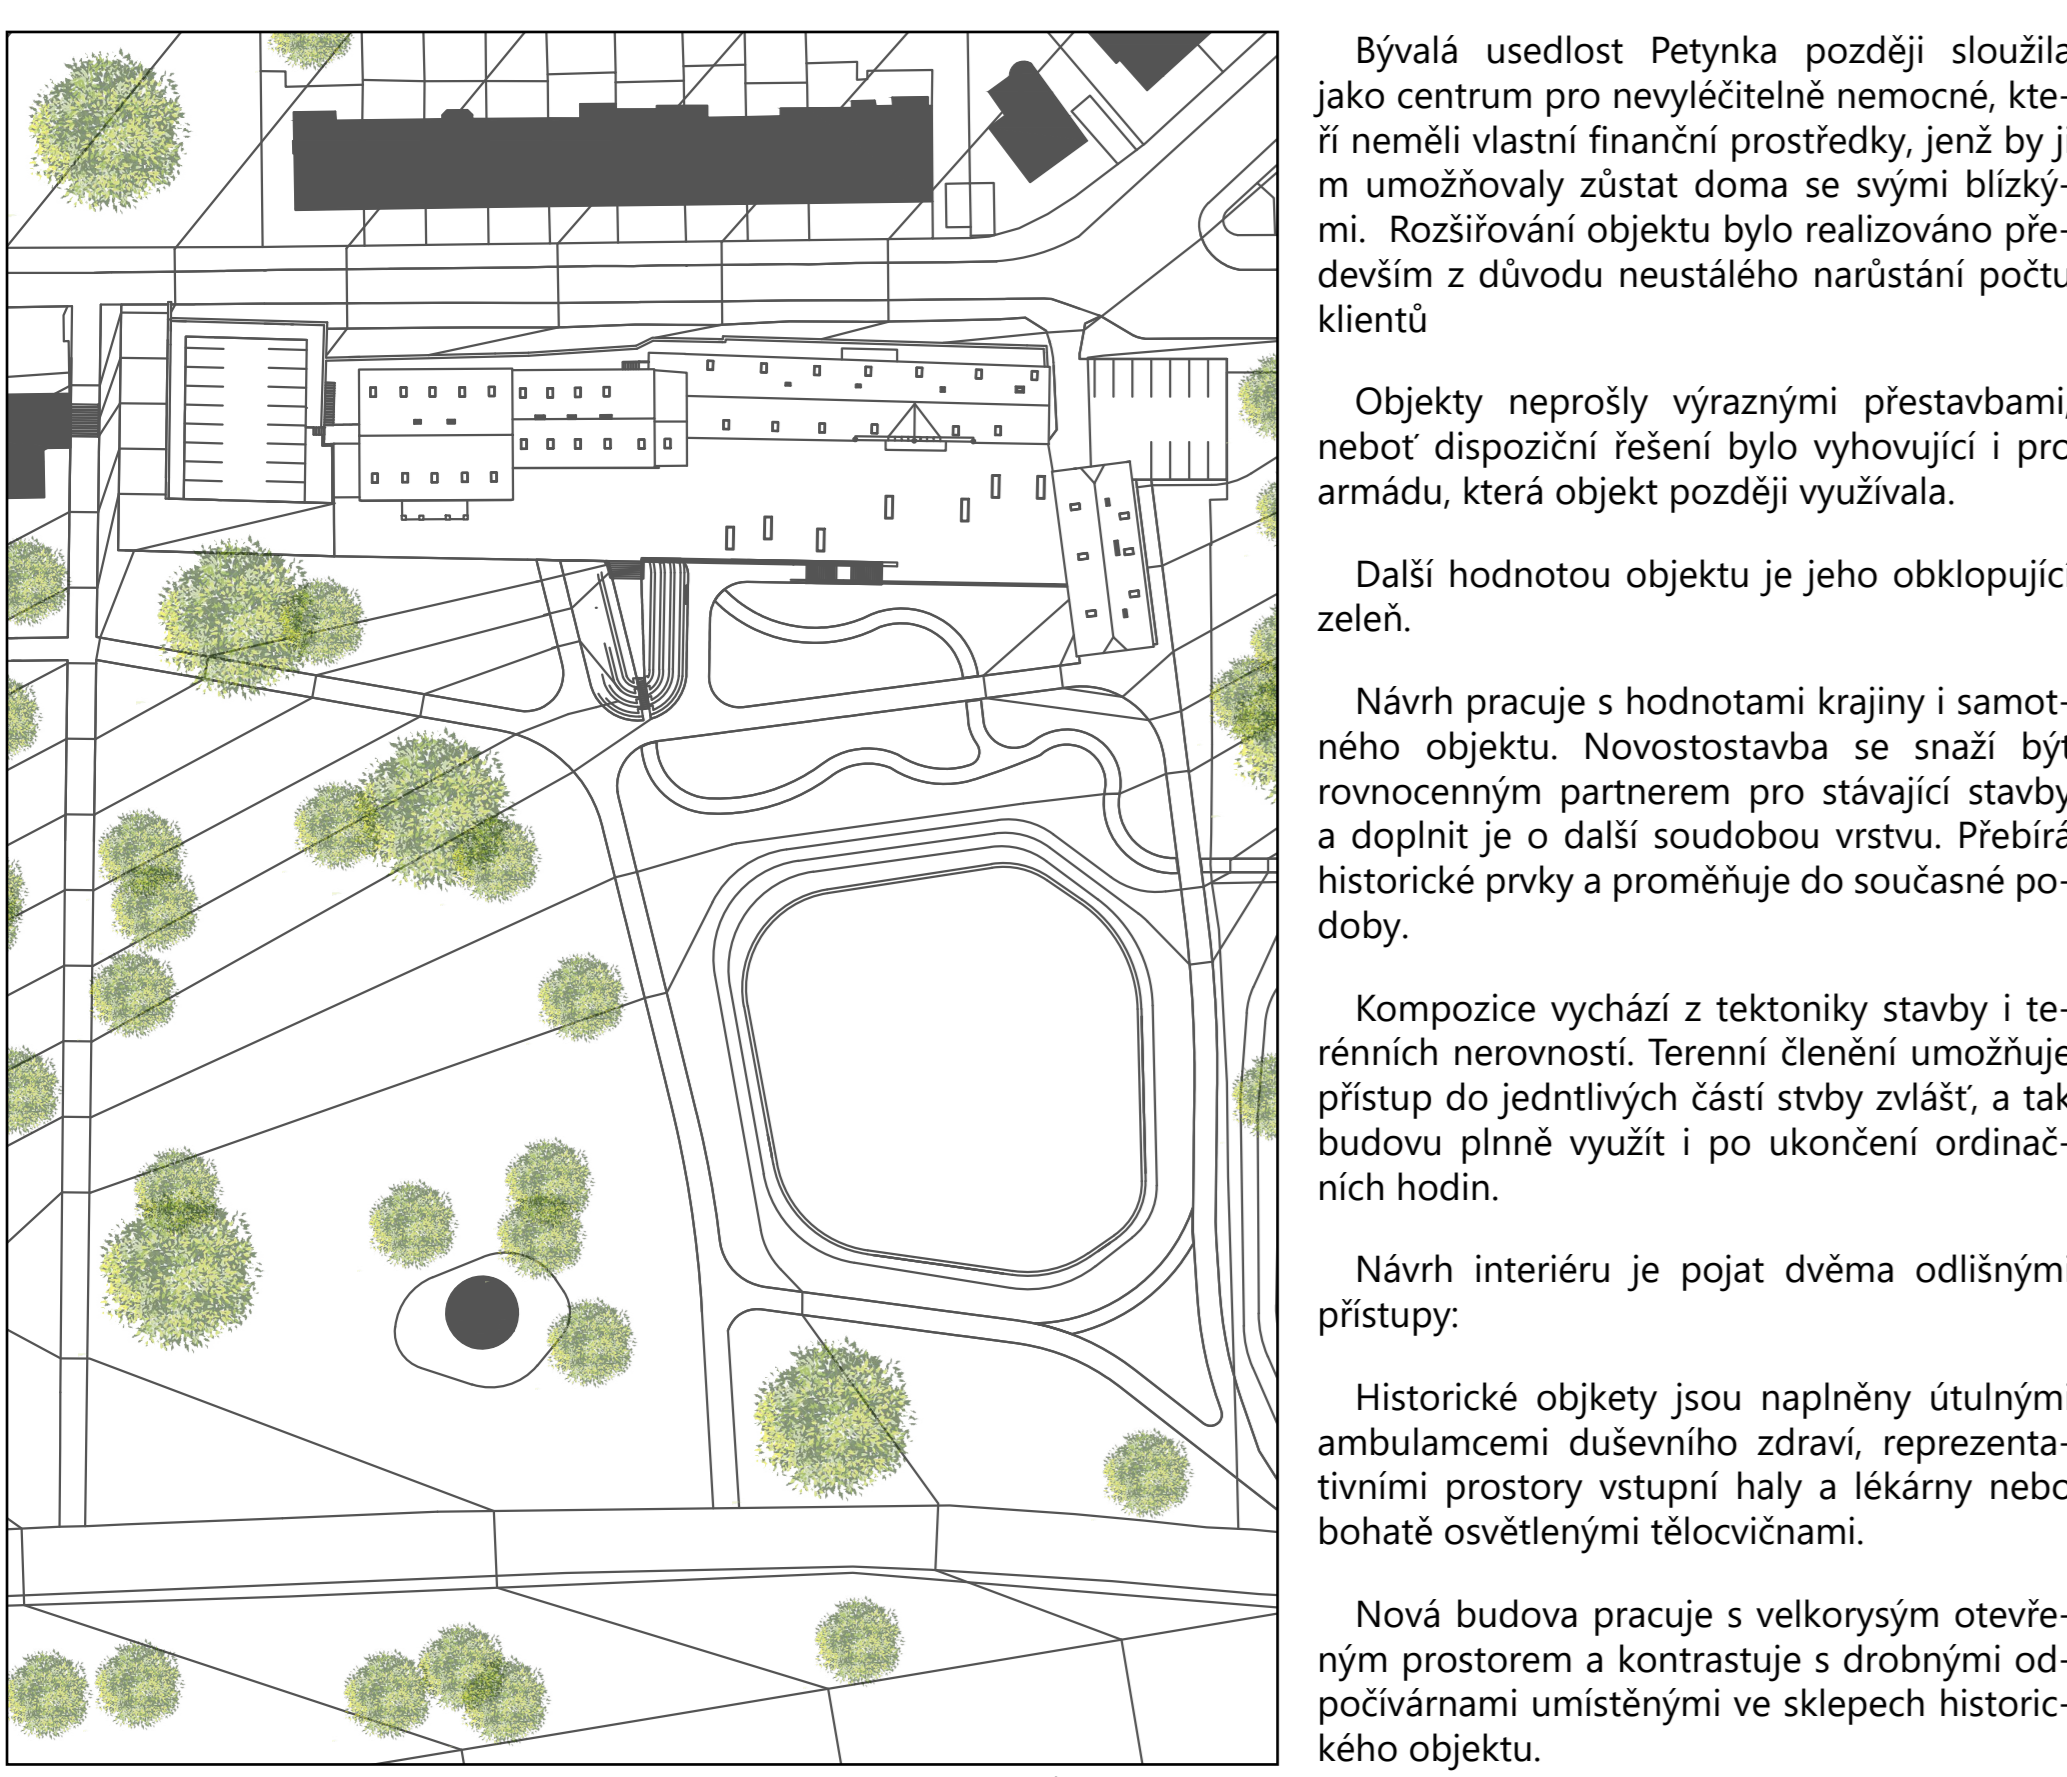 Bývalá usedlost Petynka později sloužila
jako centrum pro nevyléčitelně nemocné, kte-
ří neměli vlastní finanční prostředky, jenž by ji
m umožňovaly zůstat doma se svými blízký-
mi. Rozšiřování objektu bylo realizováno pře-
devším z důvodu neustálého narůstání počtu
klientů
Objekty neprošly výraznými přestavbami,
neboť dispoziční řešení bylo vyhovující i pro
armádu, která objekt později využívala.
Další hodnotou objektu je jeho obklopující
zeleň.
Návrh pracuje s hodnotami krajiny i samot-
ného objektu. Novostostavba se snaží být
rovnocenným partnerem pro stávající stavby
a doplnit je o další soudobou vrstvu. Přebírá
historické prvky a proměňuje do současné po-
doby.
Kompozice vychází z tektoniky stavby i te-
rénních nerovností. Terenní členění umožňuje
přístup do jedntlivých částí stvby zvlášť, a tak
budovu plnně využít i po ukončení ordinač-
ních hodin.
Návrh interiéru je pojat dvěma odlišnými
přístupy:
Historické objkety jsou naplněny útulnými
ambulamcemi duševního zdraví, reprezenta-
tivními prostory vstupní haly a lékárny nebo
bohatě osvětlenými tělocvičnami.
Nová budova pracuje s velkorysým otevře-
ným prostorem a kontrastuje s drobnými od-
počívárnami umístěnými ve sklepech historic-
kého objektu.